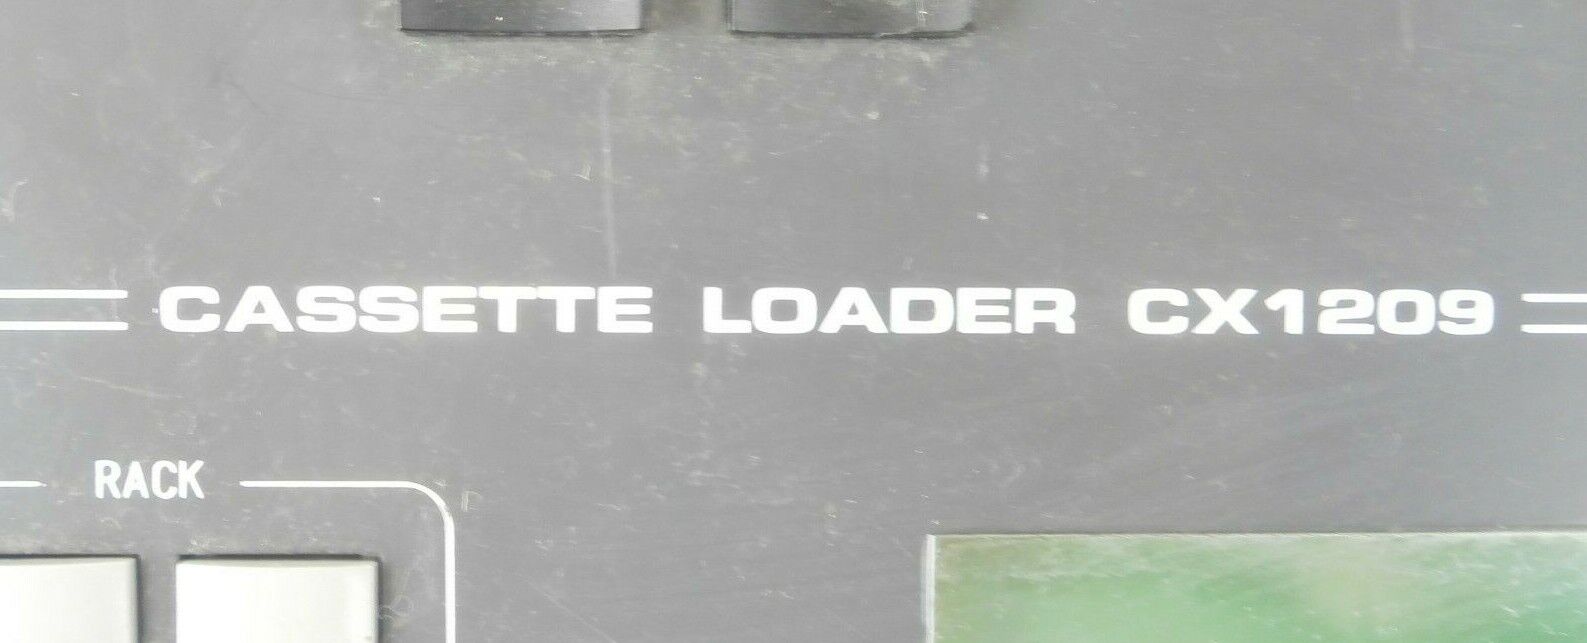 CASSETTE LOADER CX1209
RACK